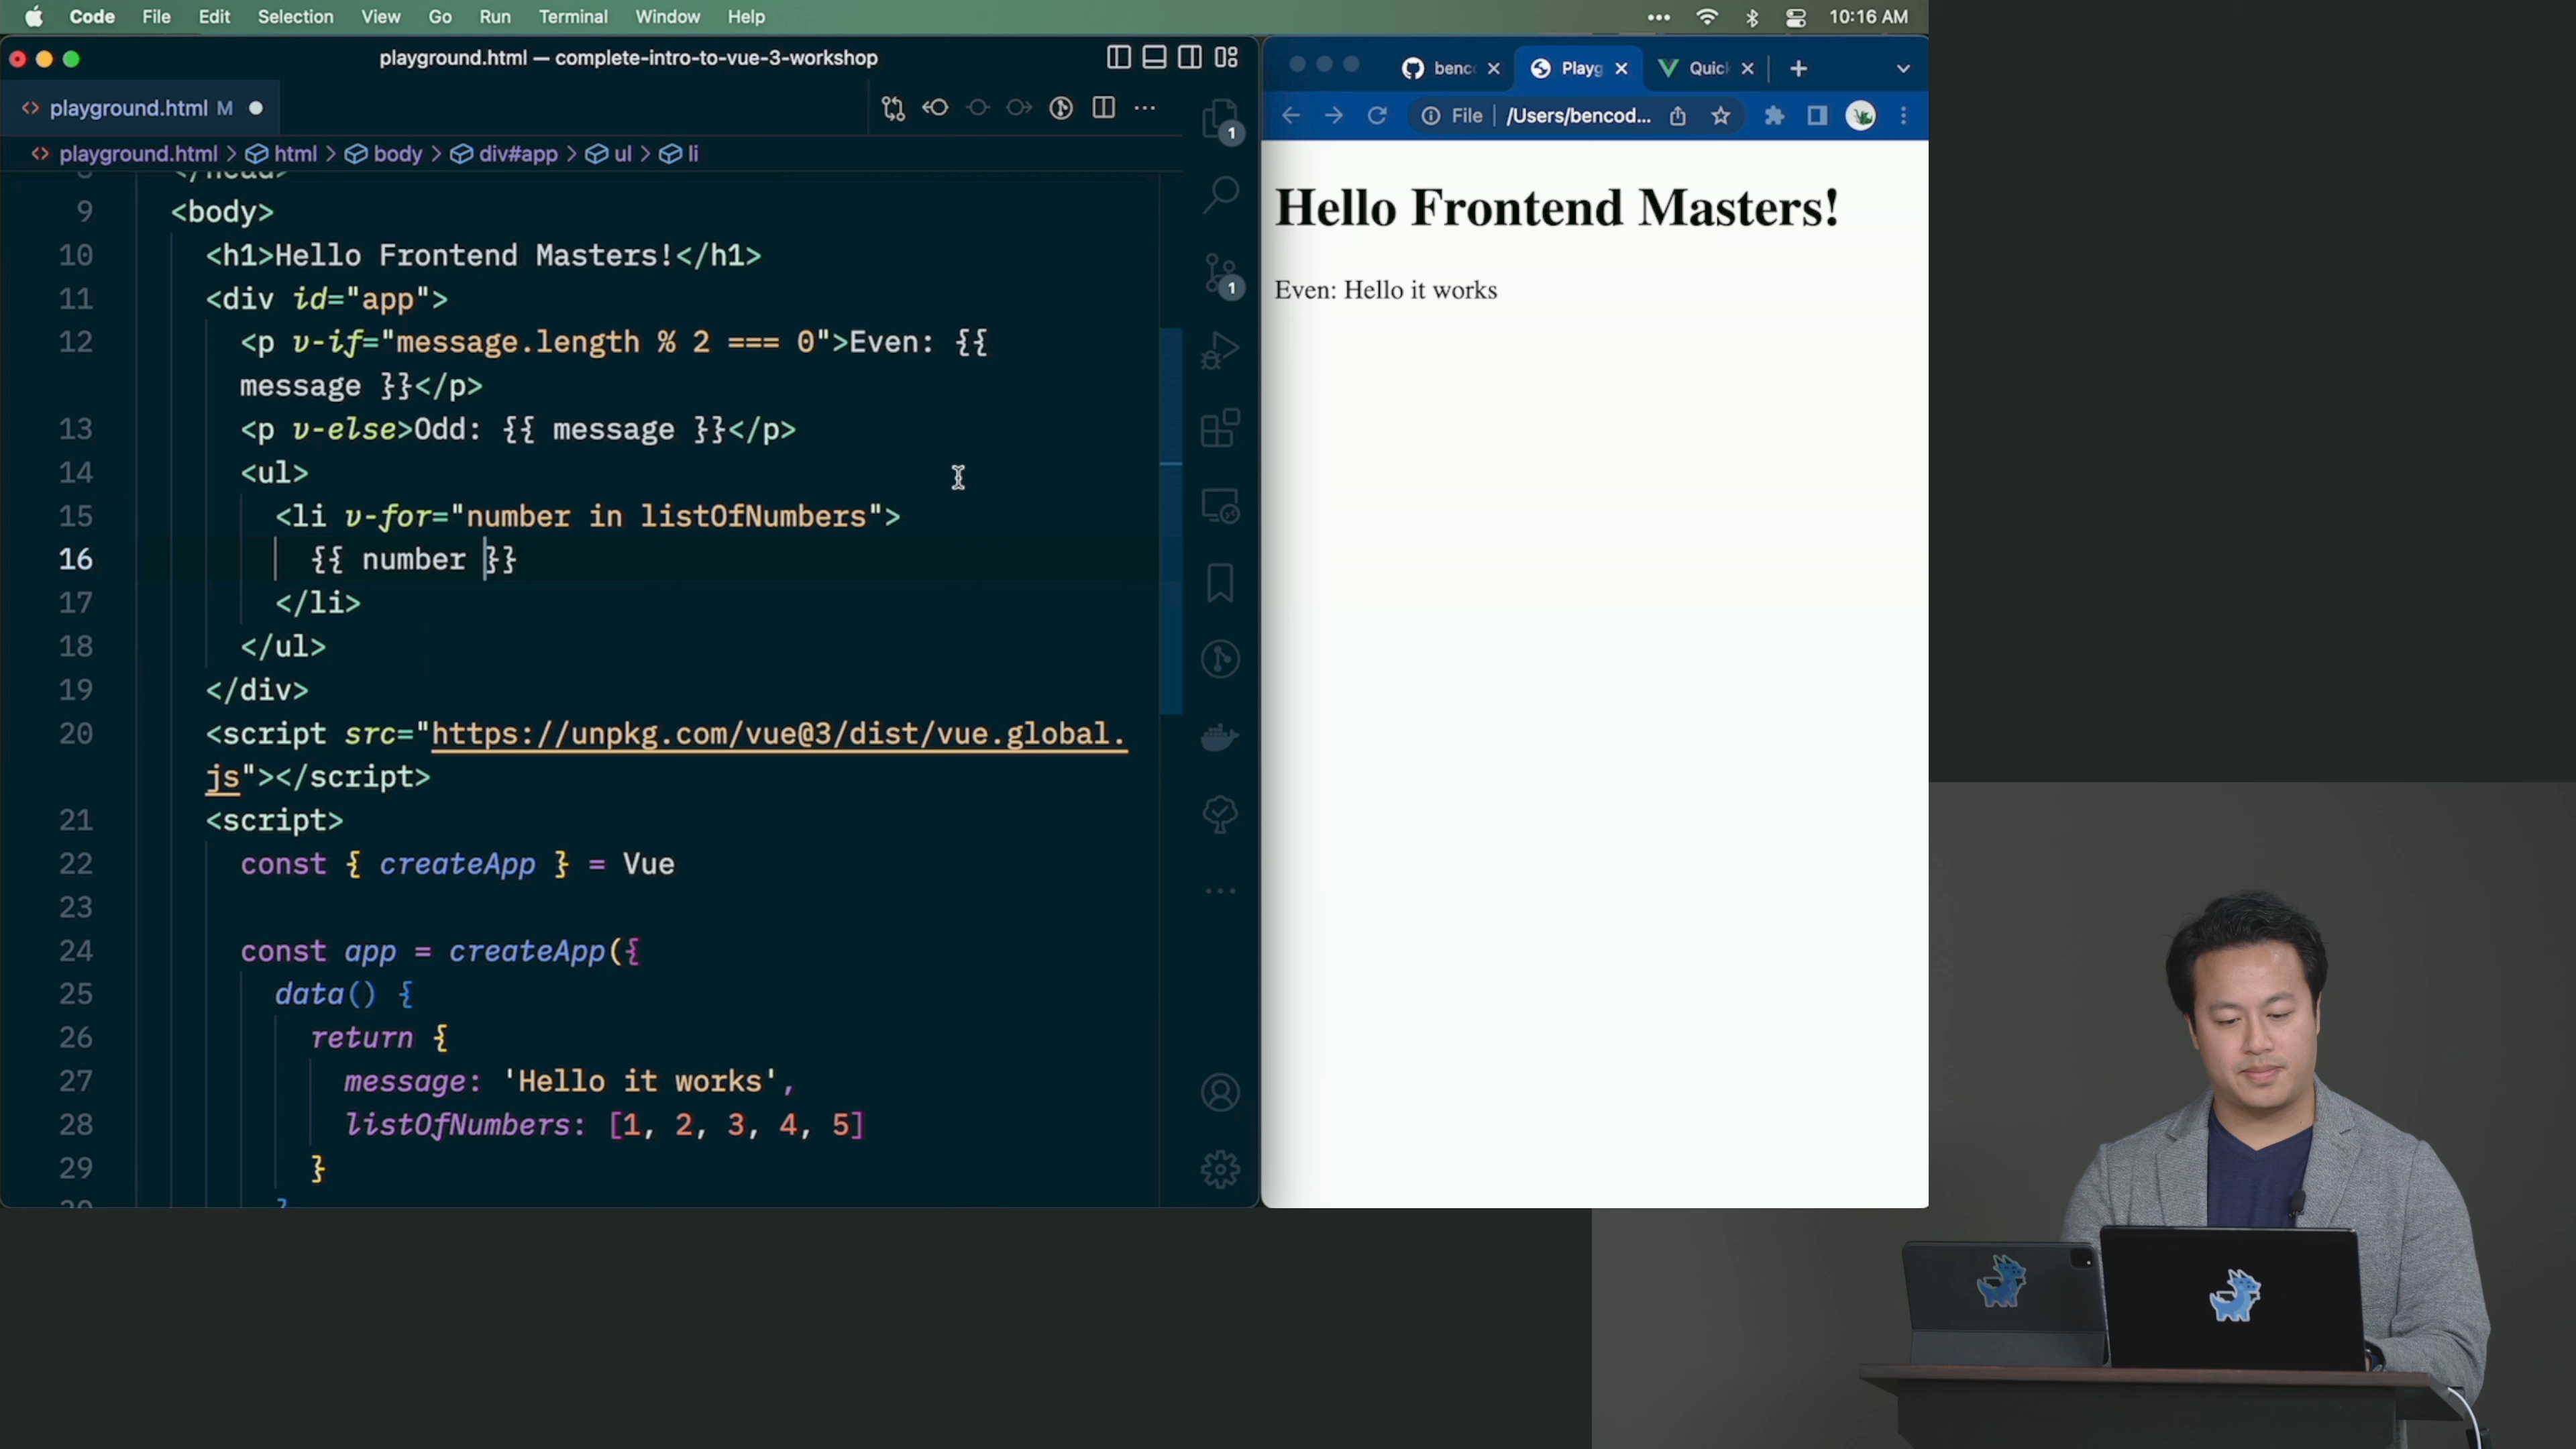 Code File Edit Selection View Go Run Terminal Window Help 10:16 AM
playground.html — complete-intro-to-vue-3-workshop
playground.html M
playground.html > html > body > div#app > ul > li
8 </head>
9 <body>
10 <h1>Hello Frontend Masters!</h1>
11 <div id="app">
12 <p v-if="message.length % 2 === 0">Even: {{
message }}</p>
13 <p v-else>Odd: {{ message }}</p>
14 <ul>
15 <li v-for="number in listOfNumbers">
16 {{ number }}
17 </li>
18 </ul>
19 </div>
20 <script src="https://unpkg.com/vue@3/dist/vue.global.
js"></script>
21 <script>
22 const { createApp } = Vue
23
24 const app = createApp({
25 data() {
26 return {
27 message: 'Hello it works',
28 listOfNumbers: [1, 2, 3, 4, 5]
29 }
1
1
benc
Playg
Quic
File /Users/bencod...
Hello Frontend Masters!
Even: Hello it works